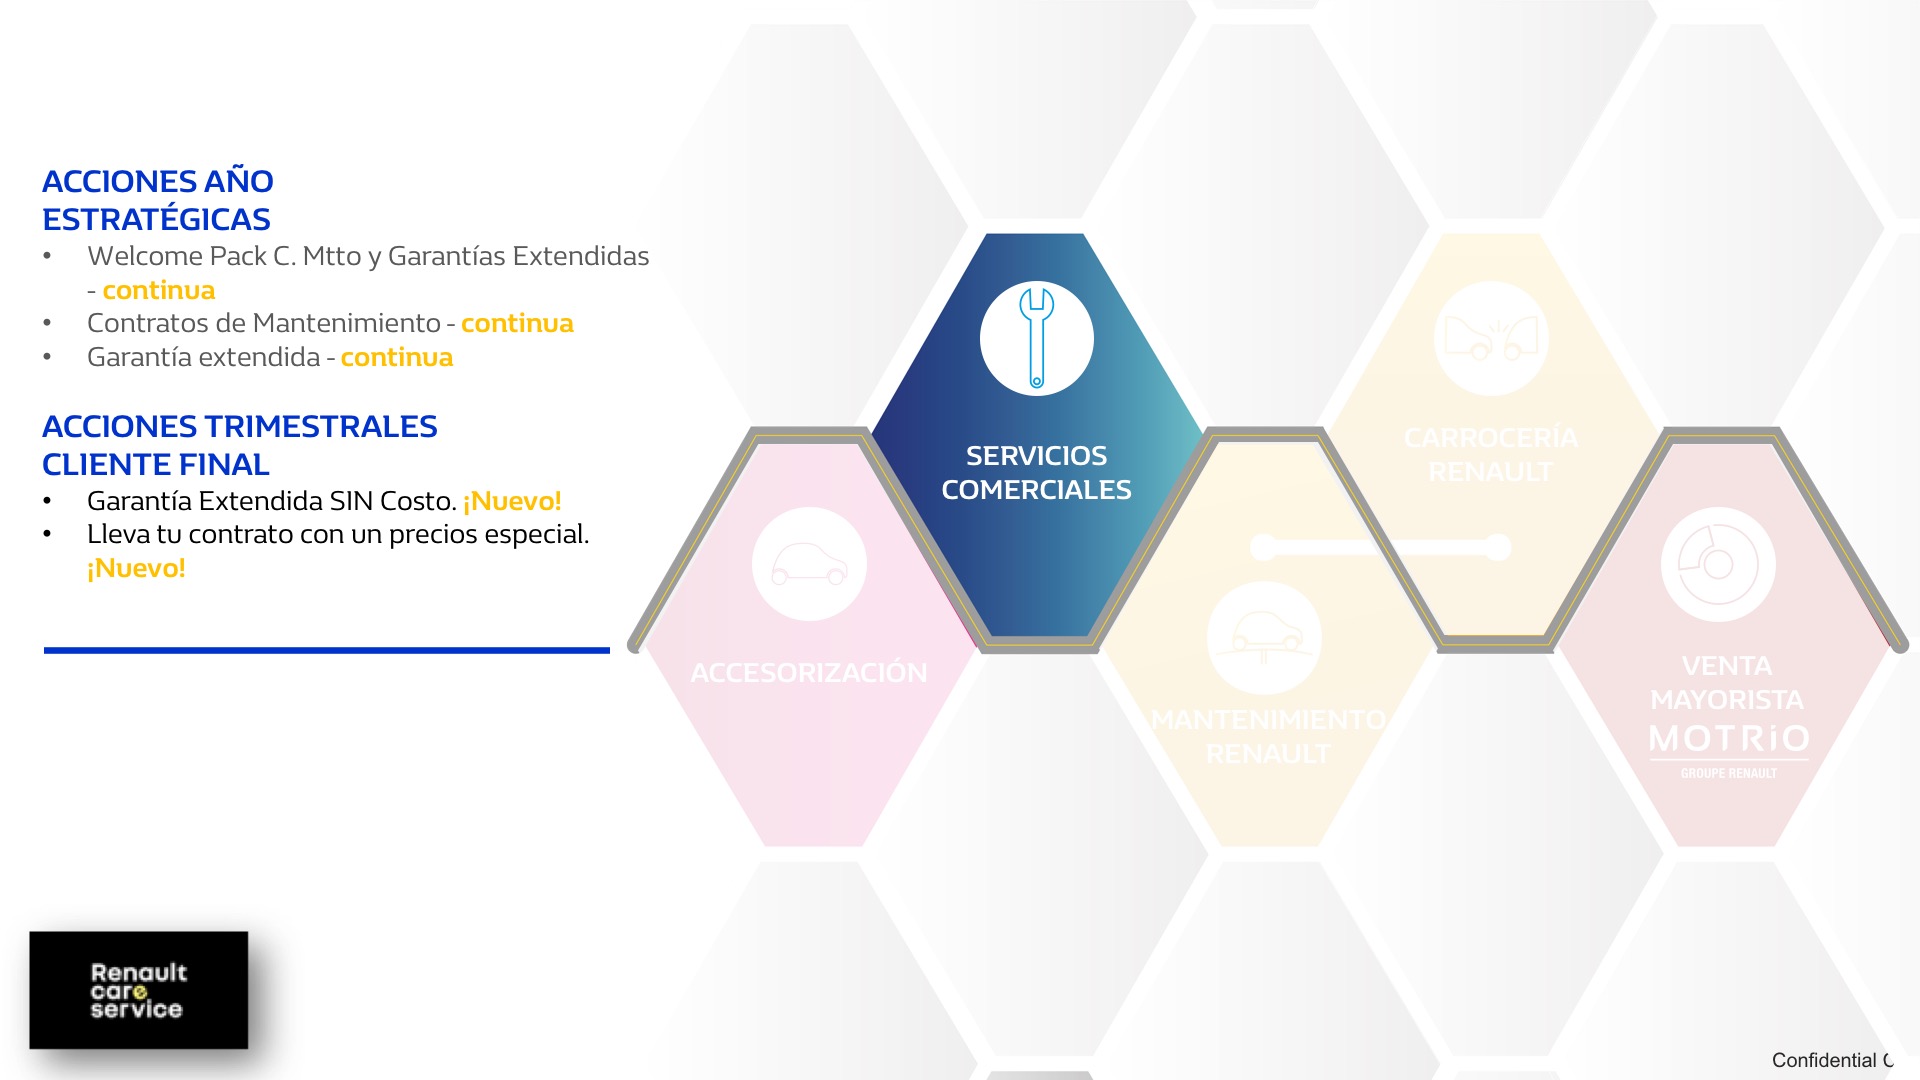 ACCIONES AÑO
ESTRATÉGICAS
• Welcome Pack C. Mtto y Garantías Extendidas
- continua
• Contratos de Mantenimiento - continua
• Garantía extendida - continua
ACCIONES TRIMESTRALES
CLIENTE FINAL
• Garantía Extendida SIN Costo. ¡Nuevo!
• Lleva tu contrato con un precios especial.
¡Nuevo!
SERVICIOS
COMERCIALES
CARROCERÍA
RENAULT
ACCESORIZACIÓN
MANTENIMIENTO
RENAULT
VENTA
MAYORISTA
MOTRiO
GROUPE RENAULT
Renault
care
service
Confidential C